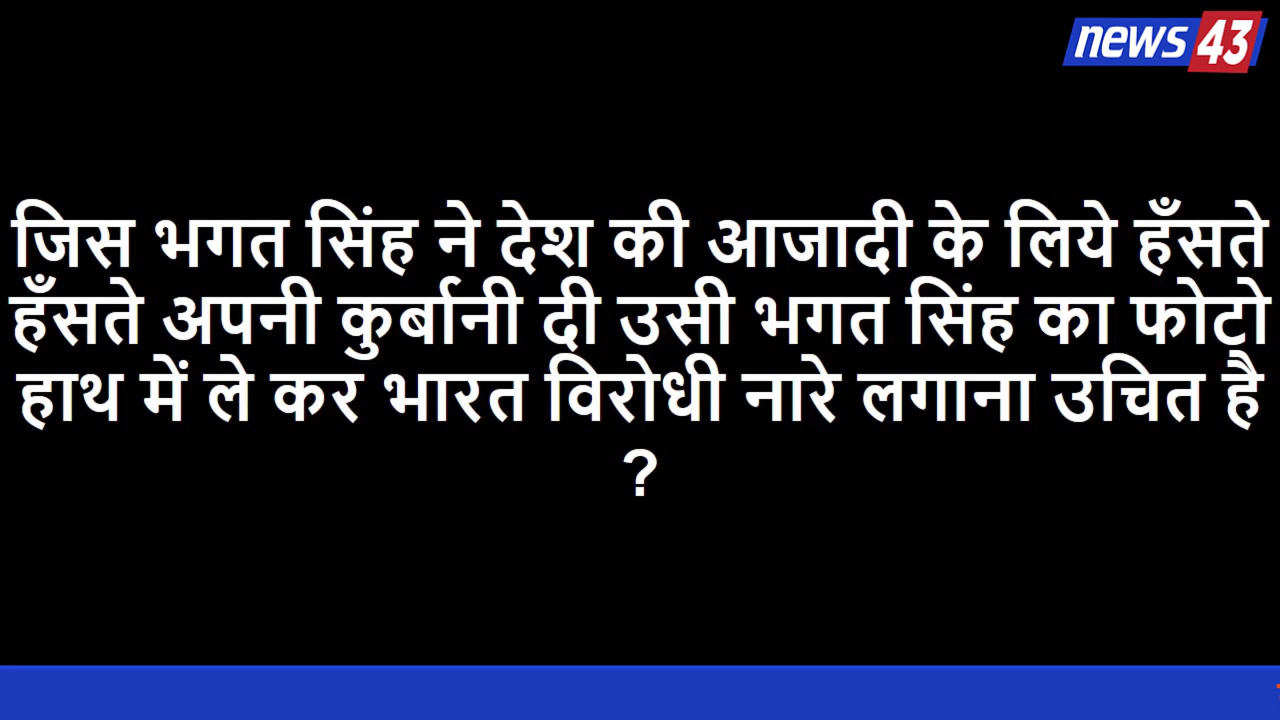 news 43
जिस भगत सिंह ने देश की आजादी के लिये हँसते
हँसते अपनी कुर्बानी दी उसी भगत सिंह का फोटो
हाथ में ले कर भारत विरोधी नारे लगाना उचित है
?